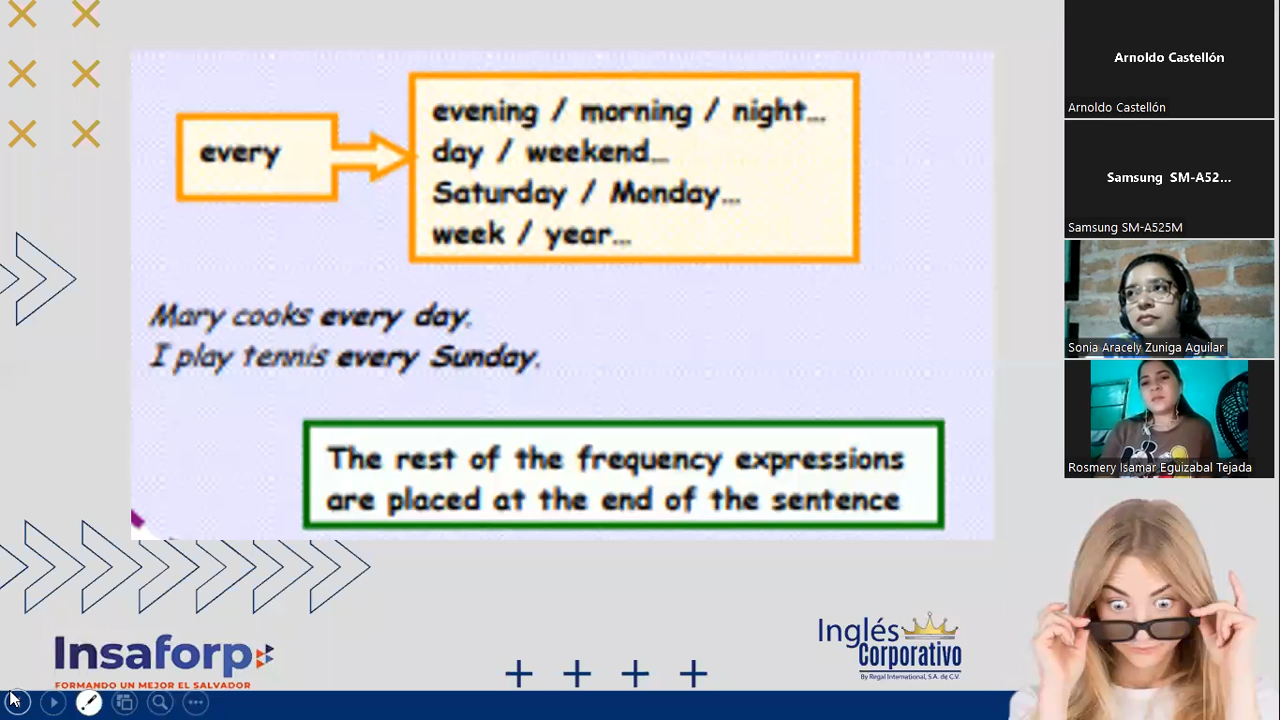 every
evening / morning / night...
day / weekend...
Saturday / Monday...
week / year...
Mary cooks every day.
I play tennis every Sunday.
The rest of the frequency expressions
are placed at the end of the sentence
Insaforp
FORMANDO UN MEJOR EL SALVADOR
Inglés
Corporativo
By Regal International, S.A. de C.V.
Arnoldo Castellón
Arnoldo Castellón
Samsung SM-A52...
Samsung SM-A525M
Sonia Aracely Zuniga Aguilar
Rosmery Isamar Eguizabal Tejada